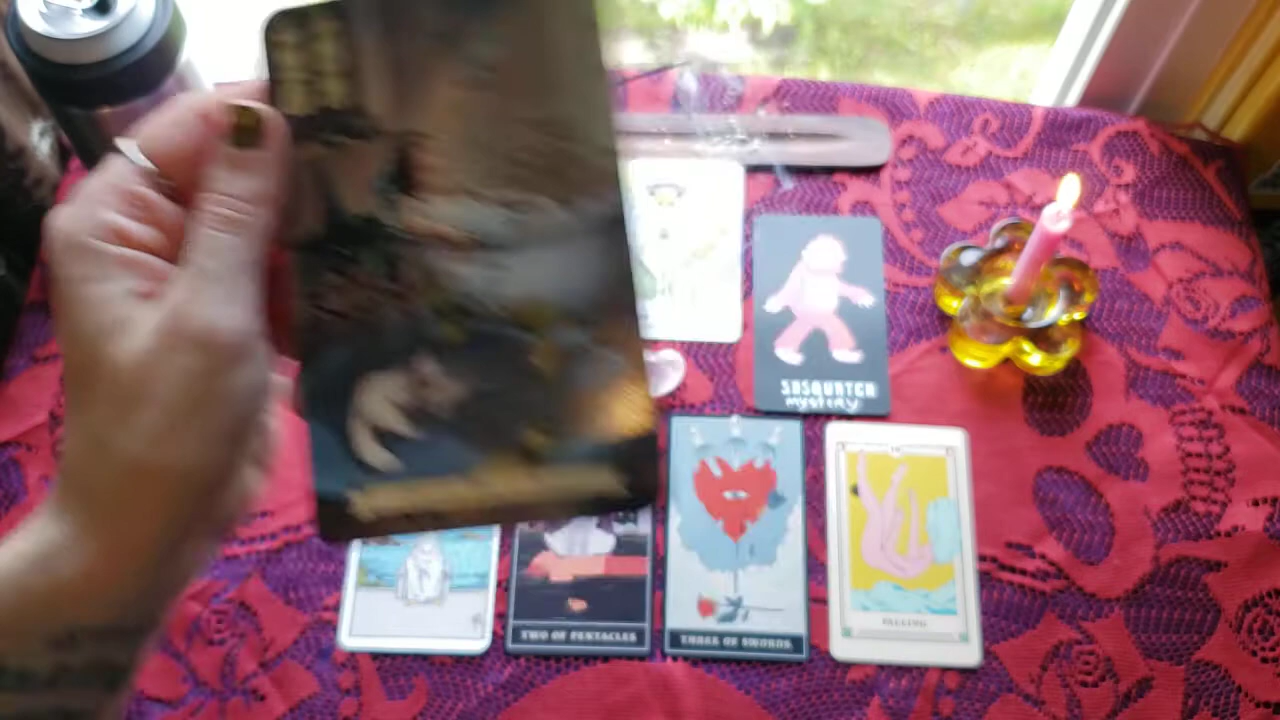 SASQUATCH
mystery
TWO OF PENTACLES
THREE OF SWORDS
FALLING